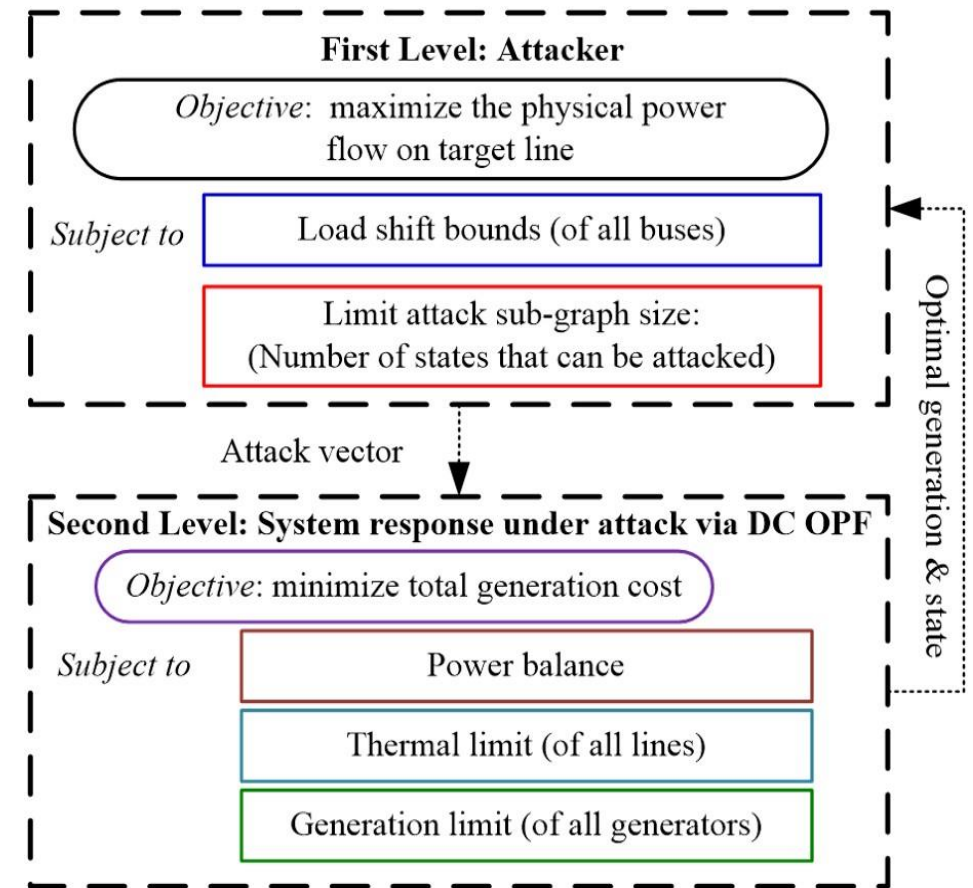 First Level: Attacker
Objective: maximize the physical power
flow on target line
Subject to
Load shift bounds (of all buses)
Limit attack sub-graph size:
(Number of states that can be attacked)
Attack vector
Optimal generation & state
Second Level: System response under attack via DC OPF
Objective: minimize total generation cost
Subject to
Power balance
Thermal limit (of all lines)
Generation limit (of all generators)